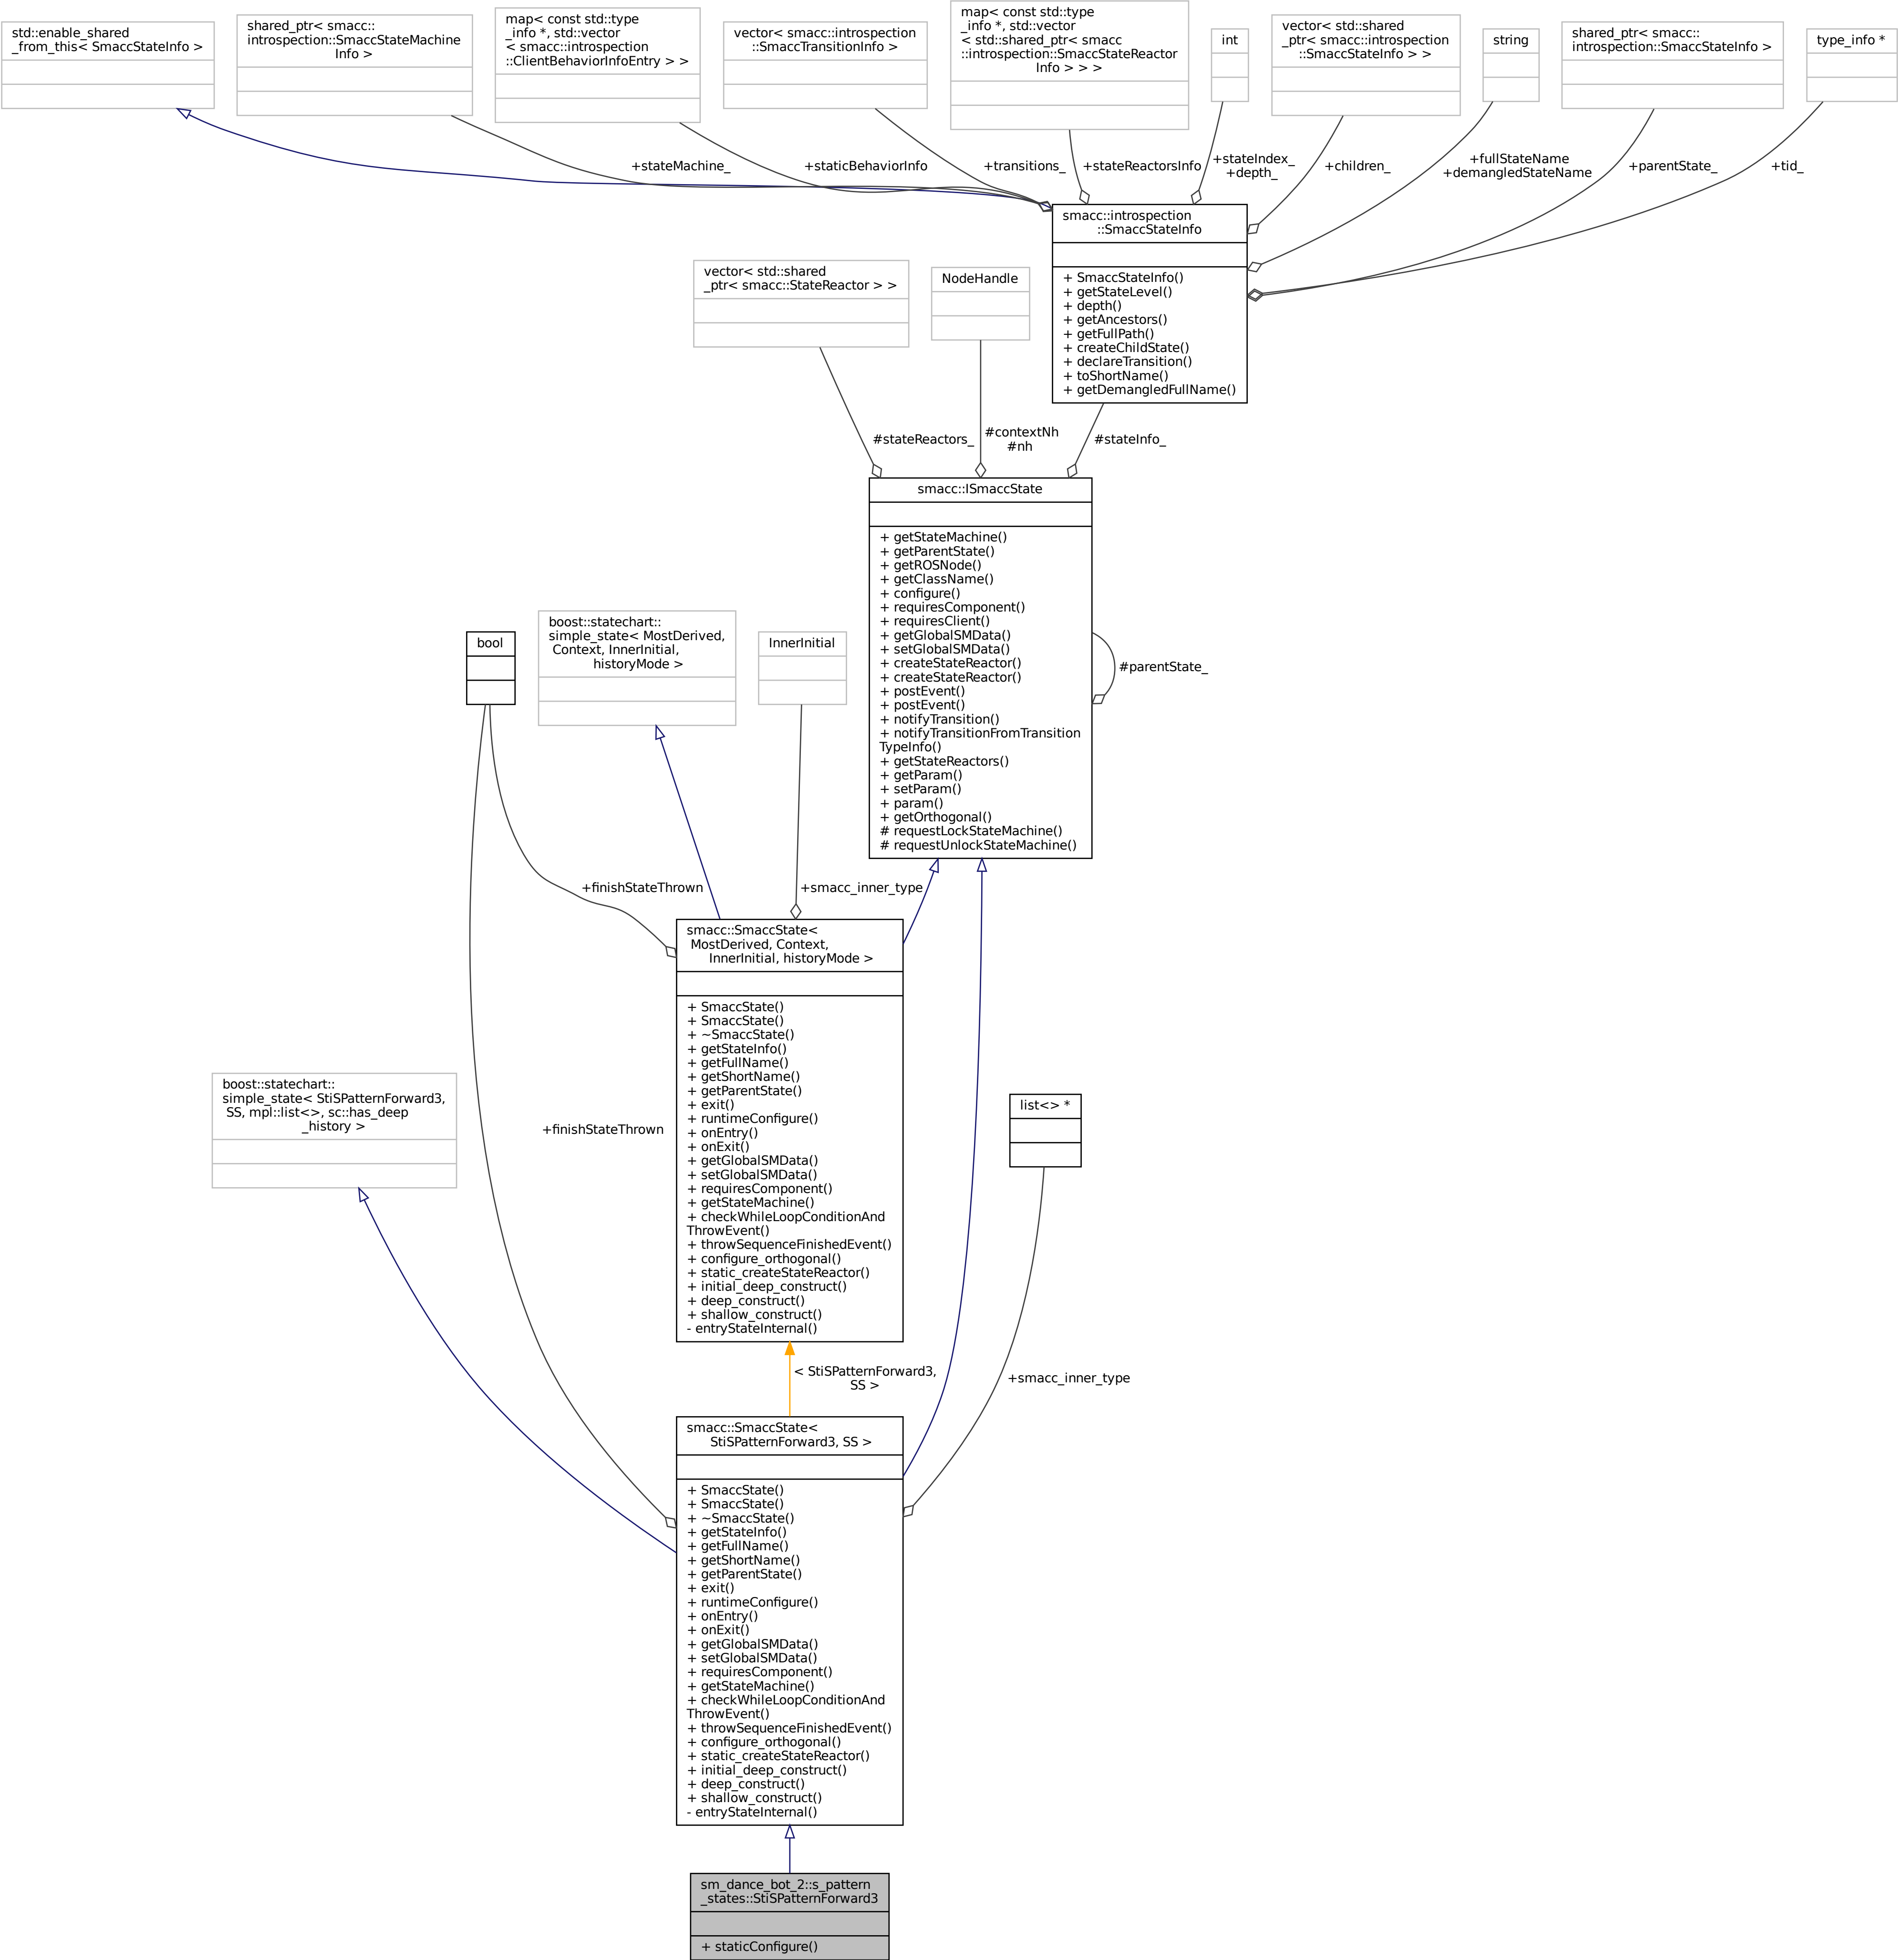 std::enable_shared
_from_this< SmaccStateInfo >
shared_ptr< smacc::
introspection::SmaccStateMachine
Info >
map< const std::type
_info *, std::vector
< smacc::introspection
::ClientBehaviorInfoEntry > >
vector< smacc::introspection
::SmaccTransitionInfo >
map< const std::type
_info *, std::vector
< std::shared_ptr< smacc
::introspection::SmaccStateReactor
Info > > >
int
vector< std::shared
_ptr< smacc::introspection
::SmaccStateInfo > >
string
shared_ptr< smacc::
introspection::SmaccStateInfo >
type_info *
+stateMachine_
+staticBehaviorInfo
+transitions_
+stateReactorsInfo
+stateIndex_
+depth_
+children_
+fullStateName
+demangledStateName
+parentState_
+tid_
smacc::introspection
::SmaccStateInfo
+ SmaccStateInfo()
+ getStateLevel()
+ depth()
+ getAncestors()
+ getFullPath()
+ createChildState()
+ declareTransition()
+ toShortName()
+ getDemangledFullName()
vector< std::shared
_ptr< smacc::StateReactor > >
NodeHandle
#stateReactors_
#contextNh
#nh
#stateInfo_
smacc::ISmaccState
+ getStateMachine()
+ getParentState()
+ getROSNode()
+ getClassName()
+ configure()
+ requiresComponent()
+ requiresClient()
+ getGlobalSMData()
+ setGlobalSMData()
+ createStateReactor()
+ createStateReactor()
+ postEvent()
+ postEvent()
+ notifyTransition()
+ notifyTransitionFromTransition
TypeInfo()
+ getStateReactors()
+ getParam()
+ setParam()
+ param()
+ getOrthogonal()
# requestLockStateMachine()
# requestUnlockStateMachine()
#parentState_
bool
boost::statechart::
simple_state< MostDerived,
Context, InnerInitial,
historyMode >
InnerInitial
+finishStateThrown
+smacc_inner_type
smacc::SmaccState<
MostDerived, Context,
InnerInitial, historyMode >
+ SmaccState()
+ SmaccState()
+ ~SmaccState()
+ getStateInfo()
+ getFullName()
+ getShortName()
+ getParentState()
+ exit()
+ runtimeConfigure()
+ onEntry()
+ onExit()
+ getGlobalSMData()
+ setGlobalSMData()
+ requiresComponent()
+ getStateMachine()
+ checkWhileLoopConditionAnd
ThrowEvent()
+ throwSequenceFinishedEvent()
+ configure_orthogonal()
+ static_createStateReactor()
+ initial_deep_construct()
+ deep_construct()
+ shallow_construct()
- entryStateInternal()
boost::statechart::
simple_state< StiSPatternForward3,
SS, mpl::list<>, sc::has_deep
_history >
+finishStateThrown
list<> *
< StiSPatternForward3,
SS >
+smacc_inner_type
smacc::SmaccState<
StiSPatternForward3, SS >
+ SmaccState()
+ SmaccState()
+ ~SmaccState()
+ getStateInfo()
+ getFullName()
+ getShortName()
+ getParentState()
+ exit()
+ runtimeConfigure()
+ onEntry()
+ onExit()
+ getGlobalSMData()
+ setGlobalSMData()
+ requiresComponent()
+ getStateMachine()
+ checkWhileLoopConditionAnd
ThrowEvent()
+ throwSequenceFinishedEvent()
+ configure_orthogonal()
+ static_createStateReactor()
+ initial_deep_construct()
+ deep_construct()
+ shallow_construct()
- entryStateInternal()
sm_dance_bot_2::s_pattern
_states::StiSPatternForward3
+ staticConfigure()